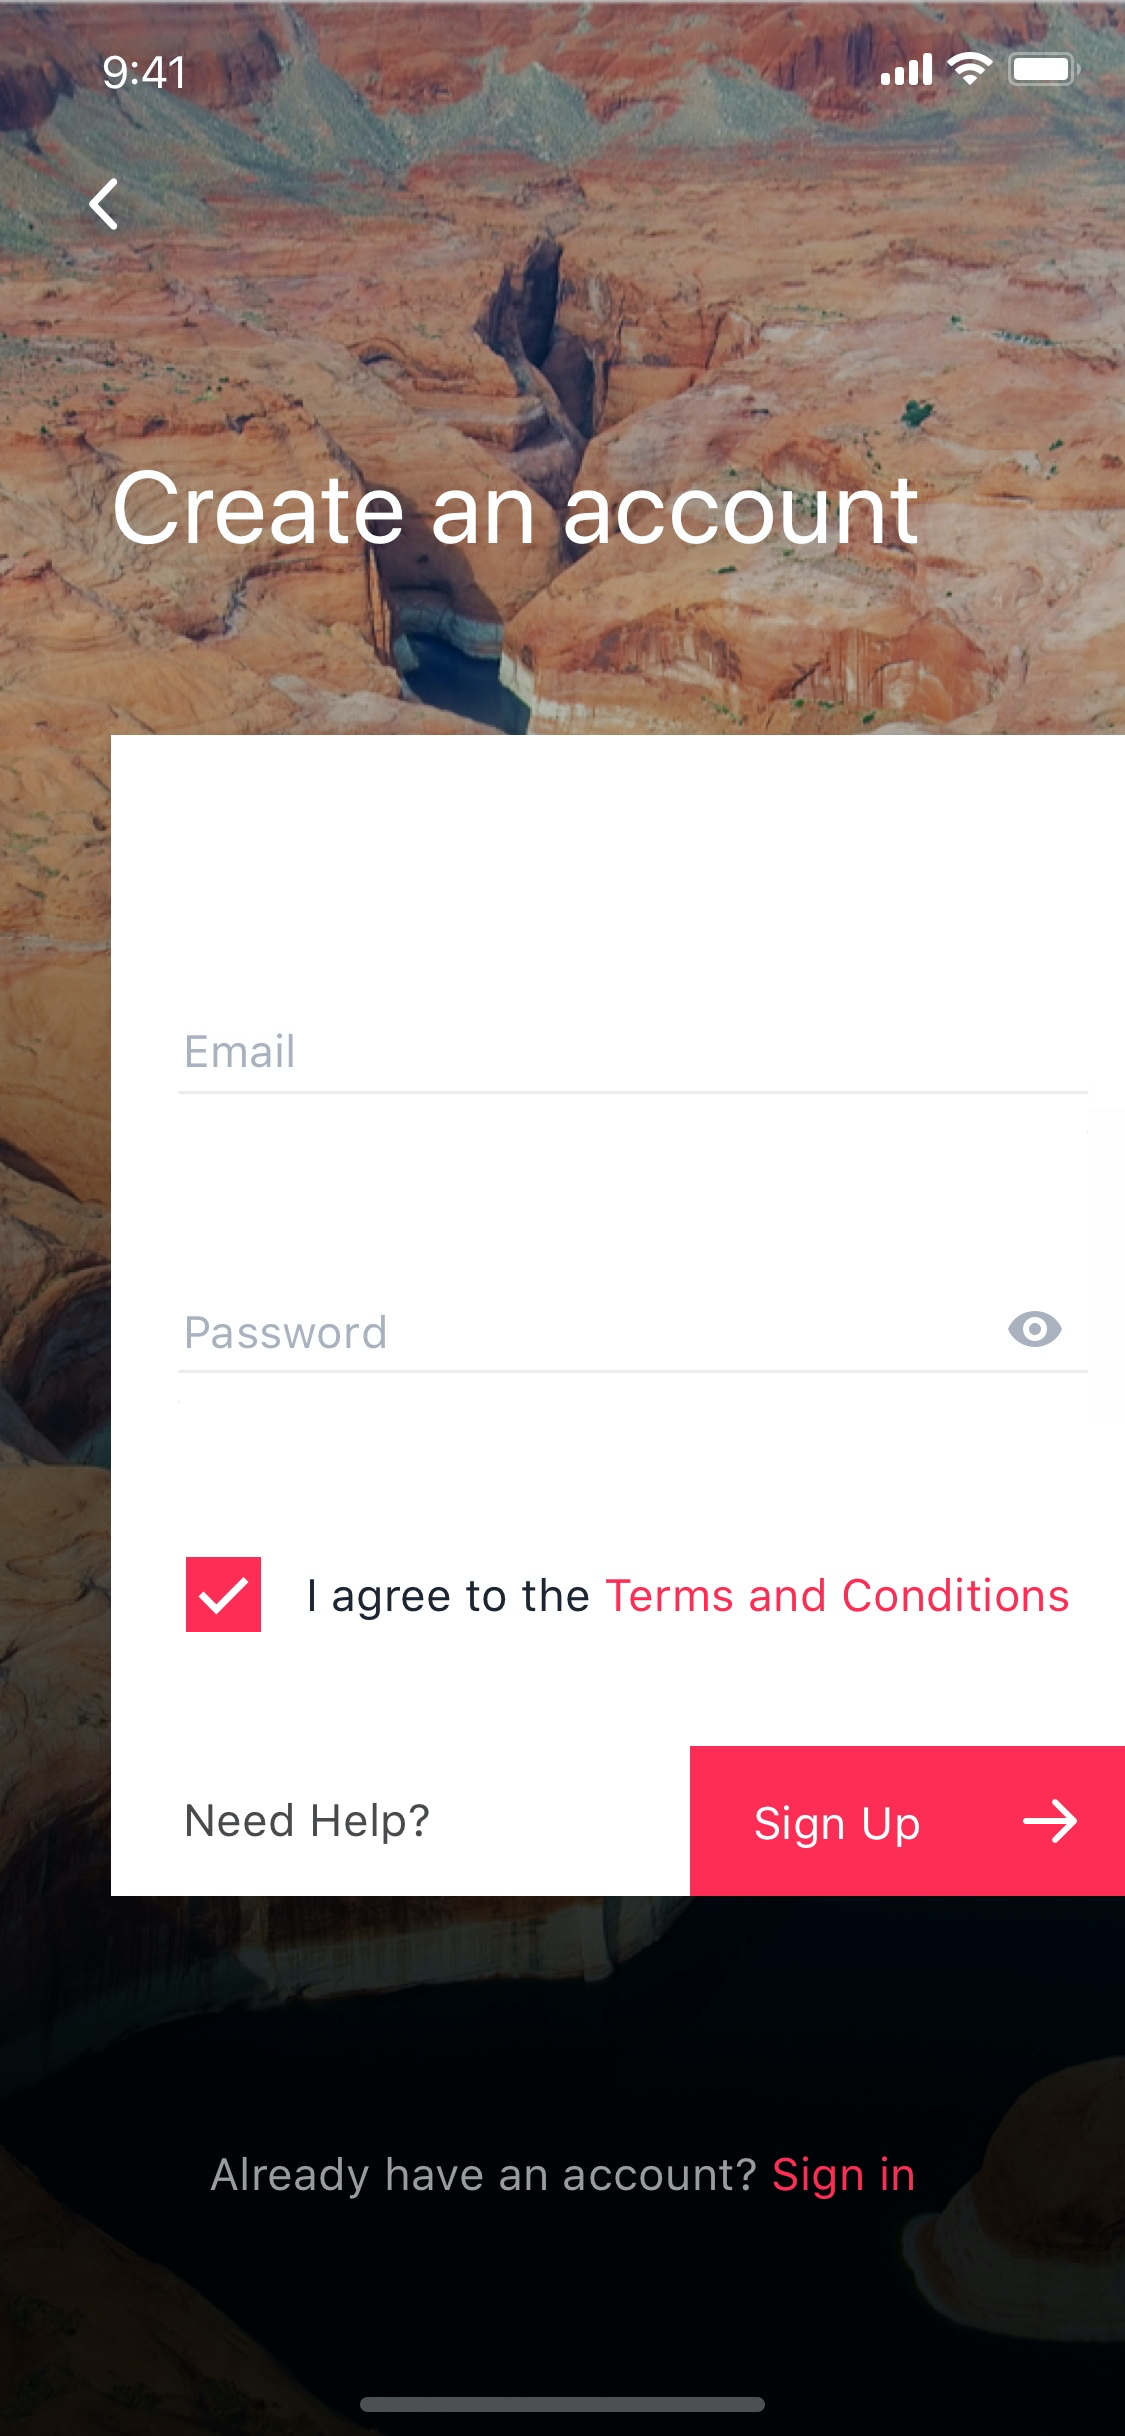 9:41
Create an account
Email
Password
I agree to the Terms and Conditions
Need Help?
Sign Up
Already have an account? Sign in